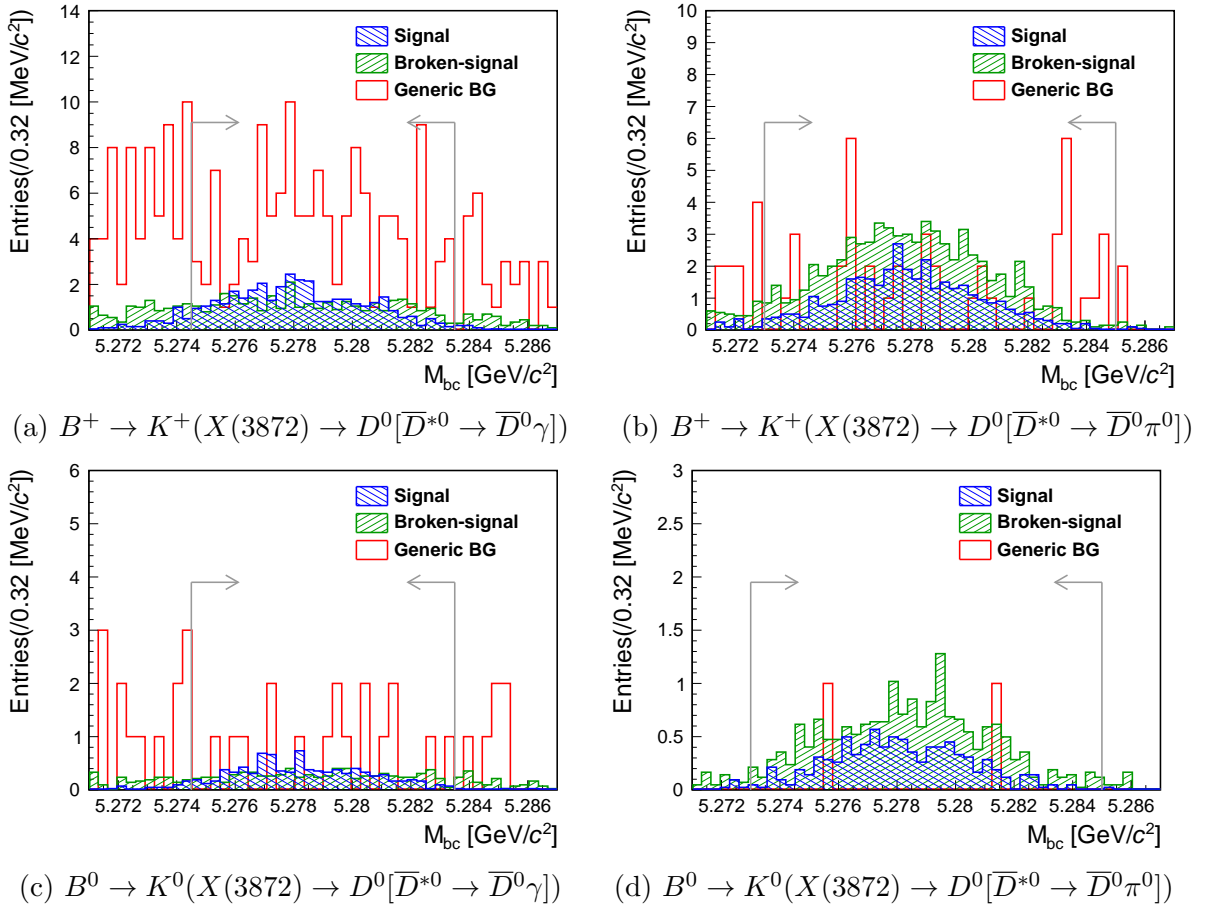 14
12
10
8
6
4
2
0
Entries(/0.32 [MeV/c²])
Signal
Broken-signal
Generic BG
5.272 5.274 5.276 5.278 5.28 5.282 5.284 5.286
M_bc [GeV/c²]
(a) B⁺ → K⁺(X(3872) → D⁰[D̅*⁰ → D̅⁰γ])
10
9
8
7
6
5
4
3
2
1
0
Entries(/0.32 [MeV/c²])
Signal
Broken-signal
Generic BG
5.272 5.274 5.276 5.278 5.28 5.282 5.284 5.286
M_bc [GeV/c²]
(b) B⁺ → K⁺(X(3872) → D⁰[D̅*⁰ → D̅⁰π⁰])
6
5
4
3
2
1
0
Entries(/0.32 [MeV/c²])
Signal
Broken-signal
Generic BG
5.272 5.274 5.276 5.278 5.28 5.282 5.284 5.286
M_bc [GeV/c²]
(c) B⁰ → K⁰(X(3872) → D⁰[D̅*⁰ → D̅⁰γ])
3
2.5
2
1.5
1
0.5
0
Entries(/0.32 [MeV/c²])
Signal
Broken-signal
Generic BG
5.272 5.274 5.276 5.278 5.28 5.282 5.284 5.286
M_bc [GeV/c²]
(d) B⁰ → K⁰(X(3872) → D⁰[D̅*⁰ → D̅⁰π⁰])